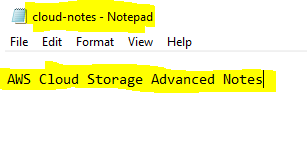 cloud-notes - Notepad
File Edit Format View Help
AWS Cloud Storage Advanced Notes